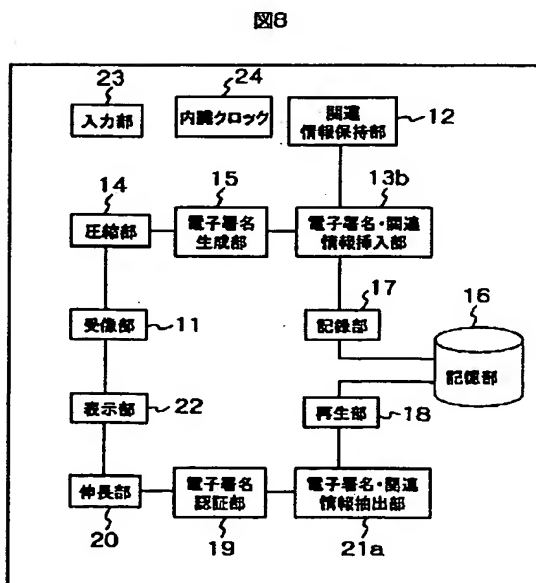 図8
23
24
入力部
内臓クロック
関連
情報保持部
12
14
15
13b
圧縮部
電子署名
生成部
電子署名・関連
情報挿入部
17
16
受像部
11
記録部
記憶部
表示部
22
再生部
18
伸長部
電子署名
認証部
電子署名・関連
情報抽出部
20
19
21a